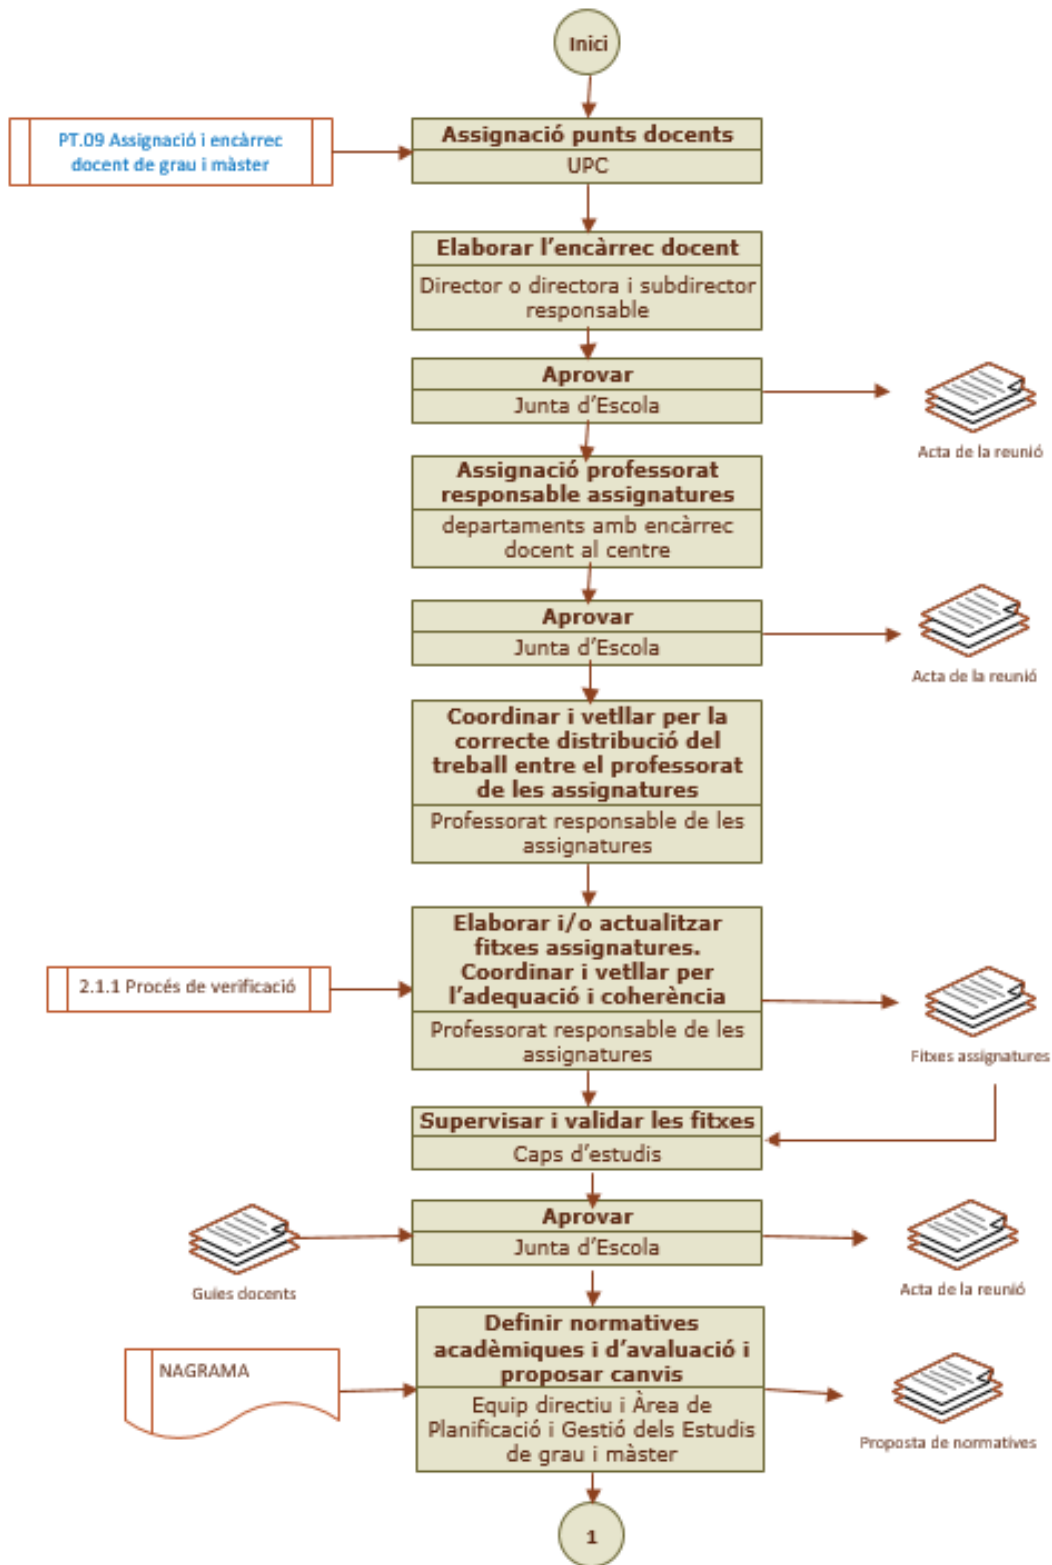 Inici
PT.09 Assignació i encàrrec
docent de grau i màster
Assignació punts docents
UPC
Elaborar l'encàrrec docent
Director o directora i subdirector
responsable
Aprovar
Junta d'Escola
Acta de la reunió
Assignació professorat
responsable assignatures
departaments amb encàrrec
docent al centre
Aprovar
Junta d'Escola
Acta de la reunió
Coordinar i vetllar per la
correcte distribució del
treball entre el professorat
de les assignatures
Professorat responsable de les
assignatures
2.1.1 Procés de verificació
Elaborar i/o actualitzar
fitxes assignatures.
Coordinar i vetllar per
l'adequació i coherència
Professorat responsable de les
assignatures
Fitxes assignatures
Supervisar i validar les fitxes
Caps d'estudis
Guies docents
Aprovar
Junta d'Escola
Acta de la reunió
NAGRAMA
Definir normatives
acadèmiques i d'avaluació i
proposar canvis
Equip directiu i Àrea de
Planificació i Gestió dels Estudis
de grau i màster
Proposta de normatives
1